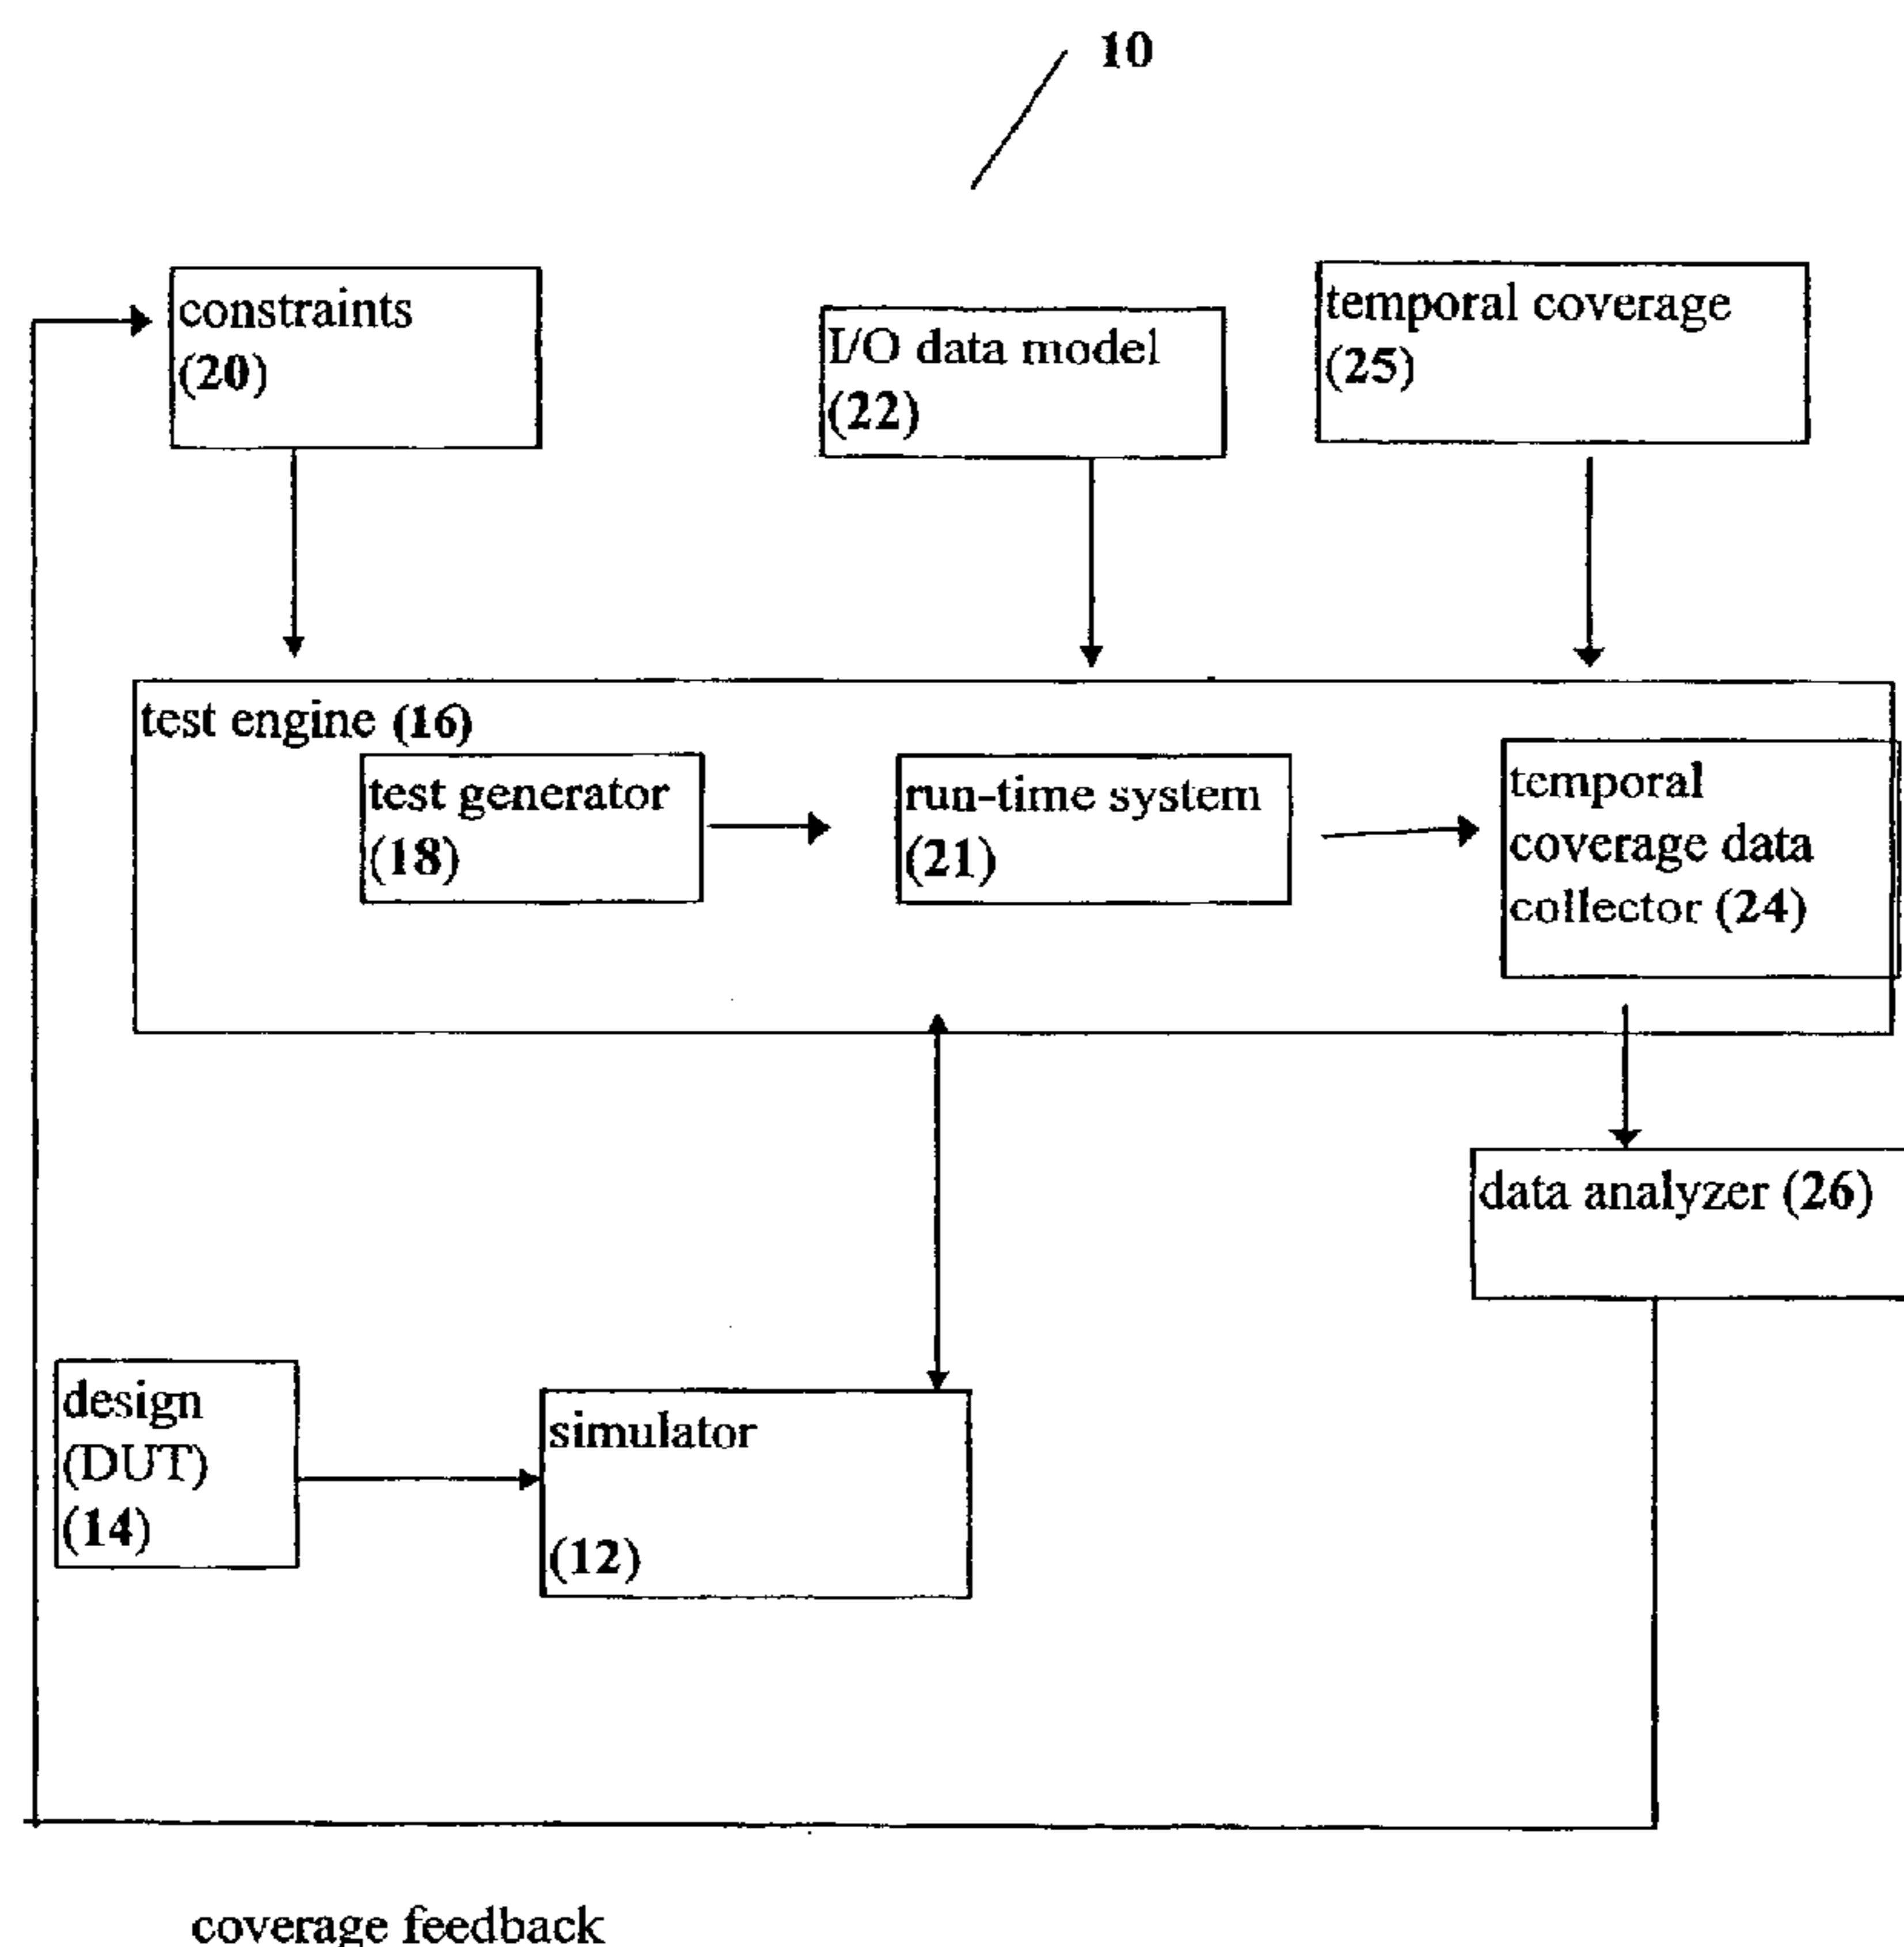 10
constraints
(20)
I/O data model
(22)
temporal coverage
(25)
test engine (16)
test generator
(18)
run-time system
(21)
temporal
coverage data
collector (24)
data analyzer (26)
design
(DUT)
(14)
simulator
(12)
coverage feedback